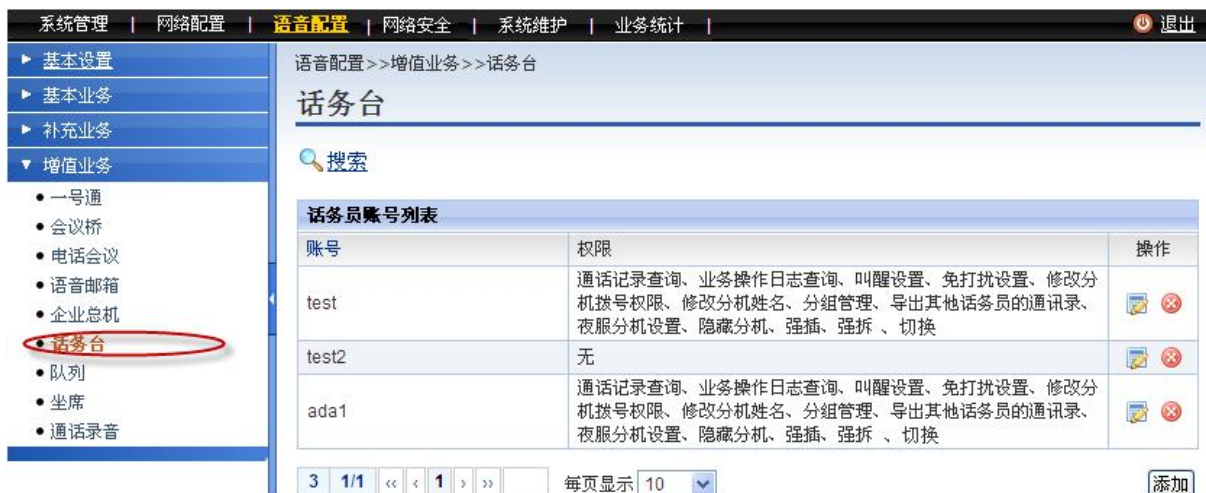 系统管理 | 网络配置 | 语音配置 | 网络安全 | 系统维护 | 业务统计 | 退出
基本设置
基本业务
补充业务
增值业务
一号通
会议桥
电话会议
语音邮箱
企业总机
话务台
队列
坐席
通话录音
语音配置>>增值业务>>话务台
话务台
搜索
话务员账号列表
账号 权限 操作
test 通话记录查询、业务操作日志查询、叫醒设置、免打扰设置、修改分
机拨号权限、修改分机姓名、分组管理、导出其他话务员的通讯录、
夜服分机设置、隐藏分机、强插、强拆 、切换
test2 无
ada1 通话记录查询、业务操作日志查询、叫醒设置、免打扰设置、修改分
机拨号权限、修改分机姓名、分组管理、导出其他话务员的通讯录、
夜服分机设置、隐藏分机、强插、强拆 、切换
3 1/1 ‹‹ ‹ 1 › ›› 每页显示 10 添加